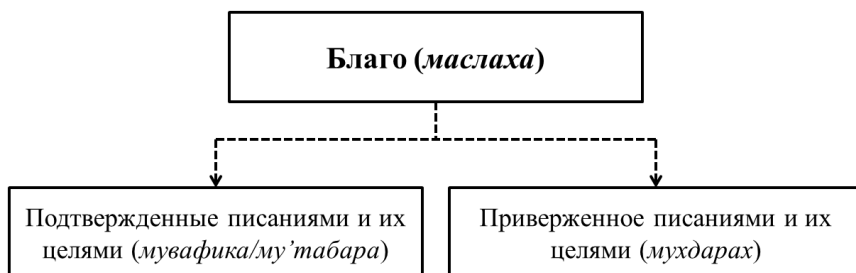 Благо (маслаха)
Подтвержденные писаниями и их
целями (мувафика/му’табара)
Приверженное писаниями и их
целями (мухдарах)